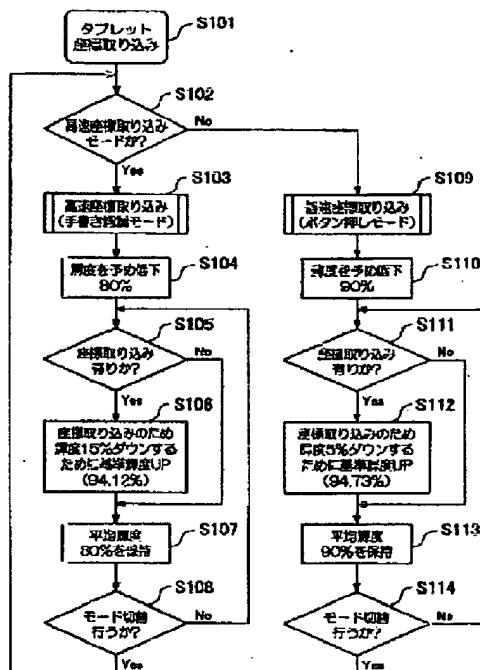 タブレット
座標取り込み
S101
S102
高速座標取り込み
モードか?
No
Yes
S103
高速座標取り込み
(手書き認識モード)
S104
輝度を予め低下
80%
S105
座標取り込み
有りか?
No
Yes
S106
座標取り込みのため
輝度15%ダウンする
ために基準輝度UP
(94.12%)
S107
平均輝度
80%を保持
S108
モード切替
行うか?
No
Yes
S109
座標取り込み
(ボタン押しモード)
S110
輝度を予め低下
90%
S111
座標取り込み
有りか?
No
Yes
S112
座標取り込みのため
輝度5%ダウンする
ために基準輝度UP
(94.73%)
S113
平均輝度
90%を保持
S114
モード切替
行うか?
No
Yes